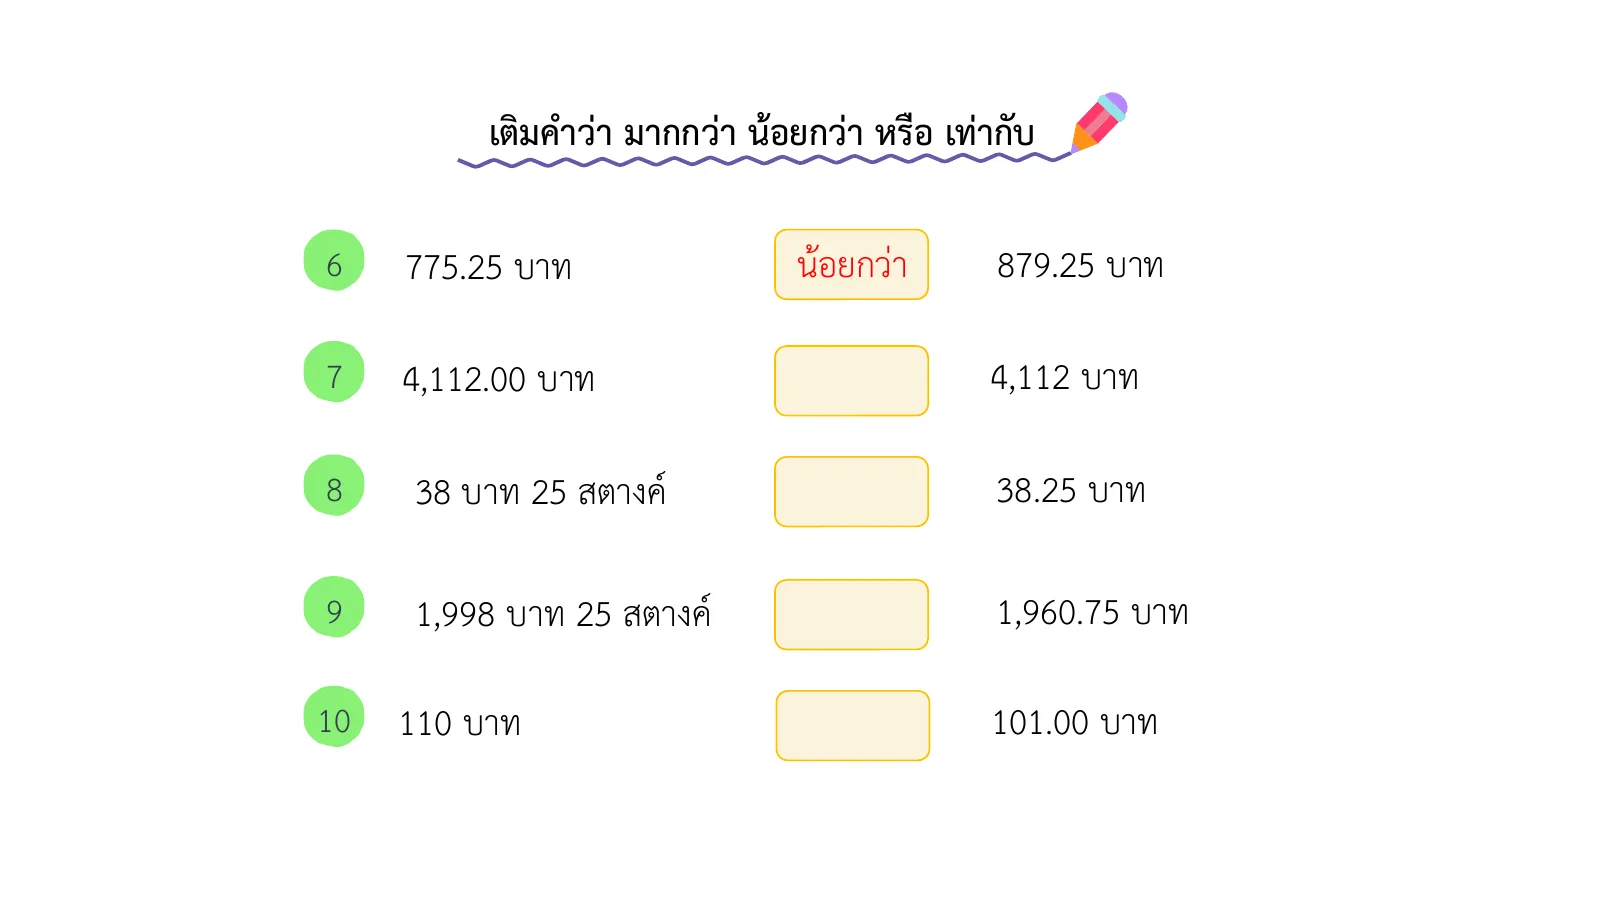 เติมคำว่า มากกว่า น้อยกว่า หรือ เท่ากับ
6 775.25 บาท น้อยกว่า 879.25 บาท
7 4,112.00 บาท 4,112 บาท
8 38 บาท 25 สตางค์ 38.25 บาท
9 1,998 บาท 25 สตางค์ 1,960.75 บาท
10 110 บาท 101.00 บาท